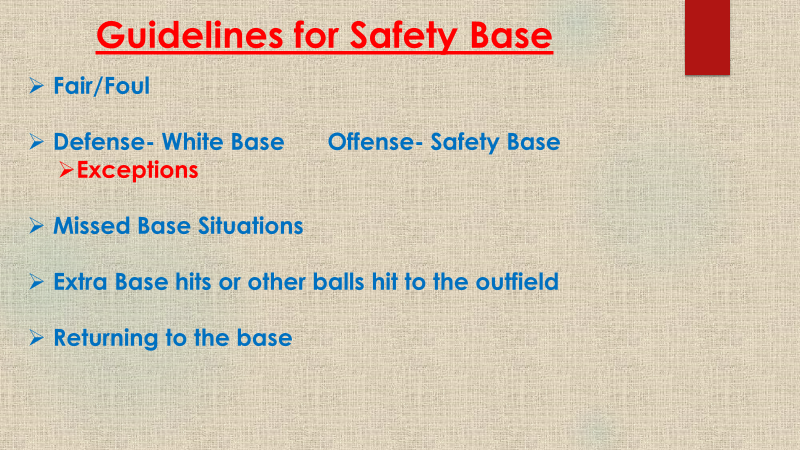 Guidelines for Safety Base
➢ Fair/Foul
➢ Defense- White Base Offense- Safety Base
➢Exceptions
➢ Missed Base Situations
➢ Extra Base hits or other balls hit to the outfield
➢ Returning to the base